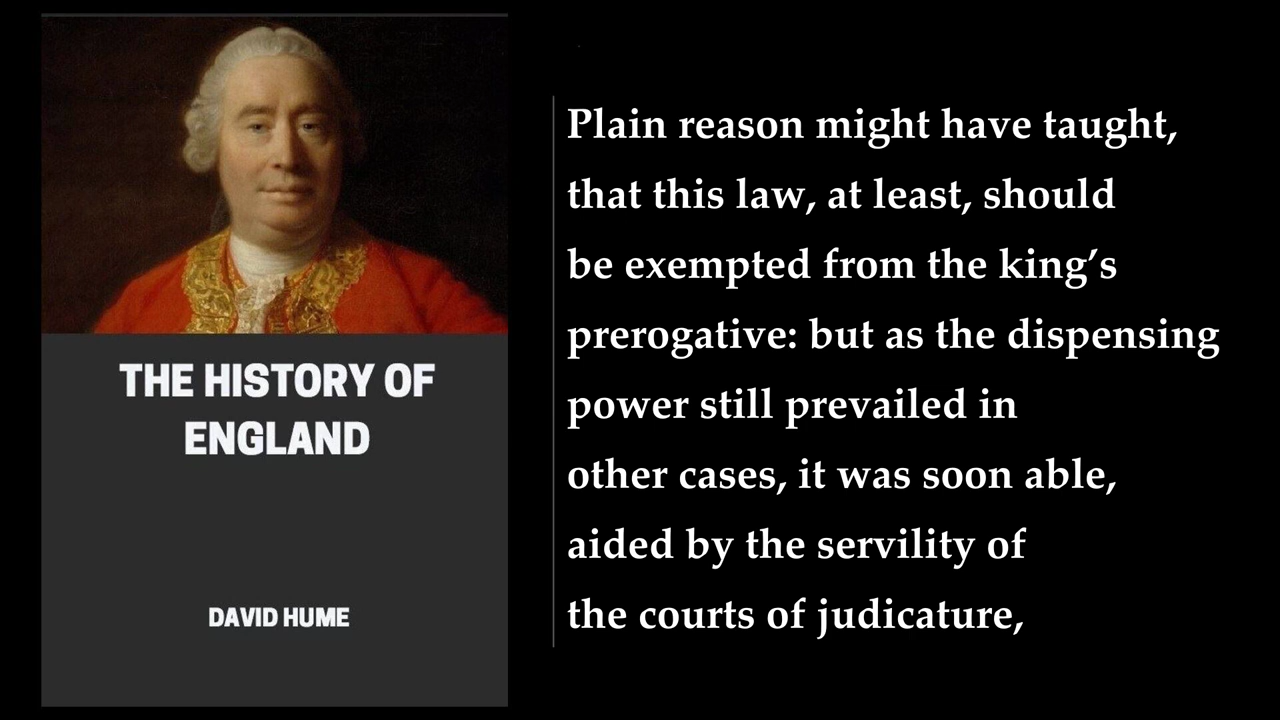 THE HISTORY OF
ENGLAND
DAVID HUME
Plain reason might have taught,
that this law, at least, should
be exempted from the king’s
prerogative: but as the dispensing
power still prevailed in
other cases, it was soon able,
aided by the servility of
the courts of judicature,